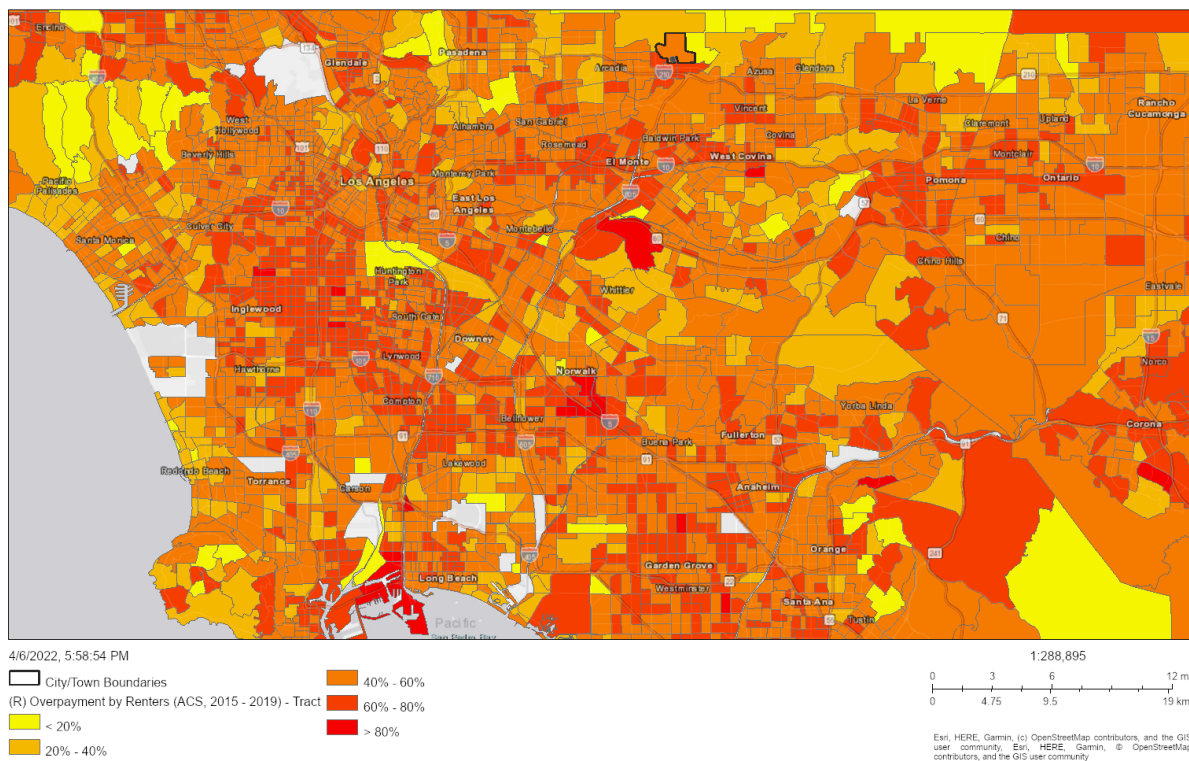 Encino
Glendale
Pasadena
Arcadia
Azusa
Glendora
La Verne
Claremont
Upland
Rancho
Cucamonga
West
Hollywood
Alhambra
San Gabriel
Rosemead
Baldwin Park
Vincent
Covina
Beverly Hills
El Monte
West Covina
Montclair
Pacific
Palisades
Los Angeles
Monterey Park
Pomona
Ontario
East Los
Angeles
Santa Monica
Culver City
Montebello
Chino
Huntington
Park
Chino Hills
Whittier
Eastvale
Inglewood
South Gate
Downey
Lynwood
Hawthorne
Norwalk
Norco
Compton
Bellflower
Yorba Linda
Fullerton
Buena Park
Corona
Redondo Beach
Torrance
Lakewood
Carson
Anaheim
Orange
Long Beach
Garden Grove
Westminster
Santa Ana
Tustin
Pacific
San Pedro Bay
4/6/2022, 5:58:54 PM
1:288,895
City/Town Boundaries
(R) Overpayment by Renters (ACS, 2015 - 2019) - Tract
< 20%
20% - 40%
40% - 60%
60% - 80%
> 80%
0 3 6 12 m
0 4.75 9.5 19 km
Esri, HERE, Garmin, (c) OpenStreetMap contributors, and the GIS
user community, Esri, HERE, Garmin, © OpenStreetMap
contributors, and the GIS user community